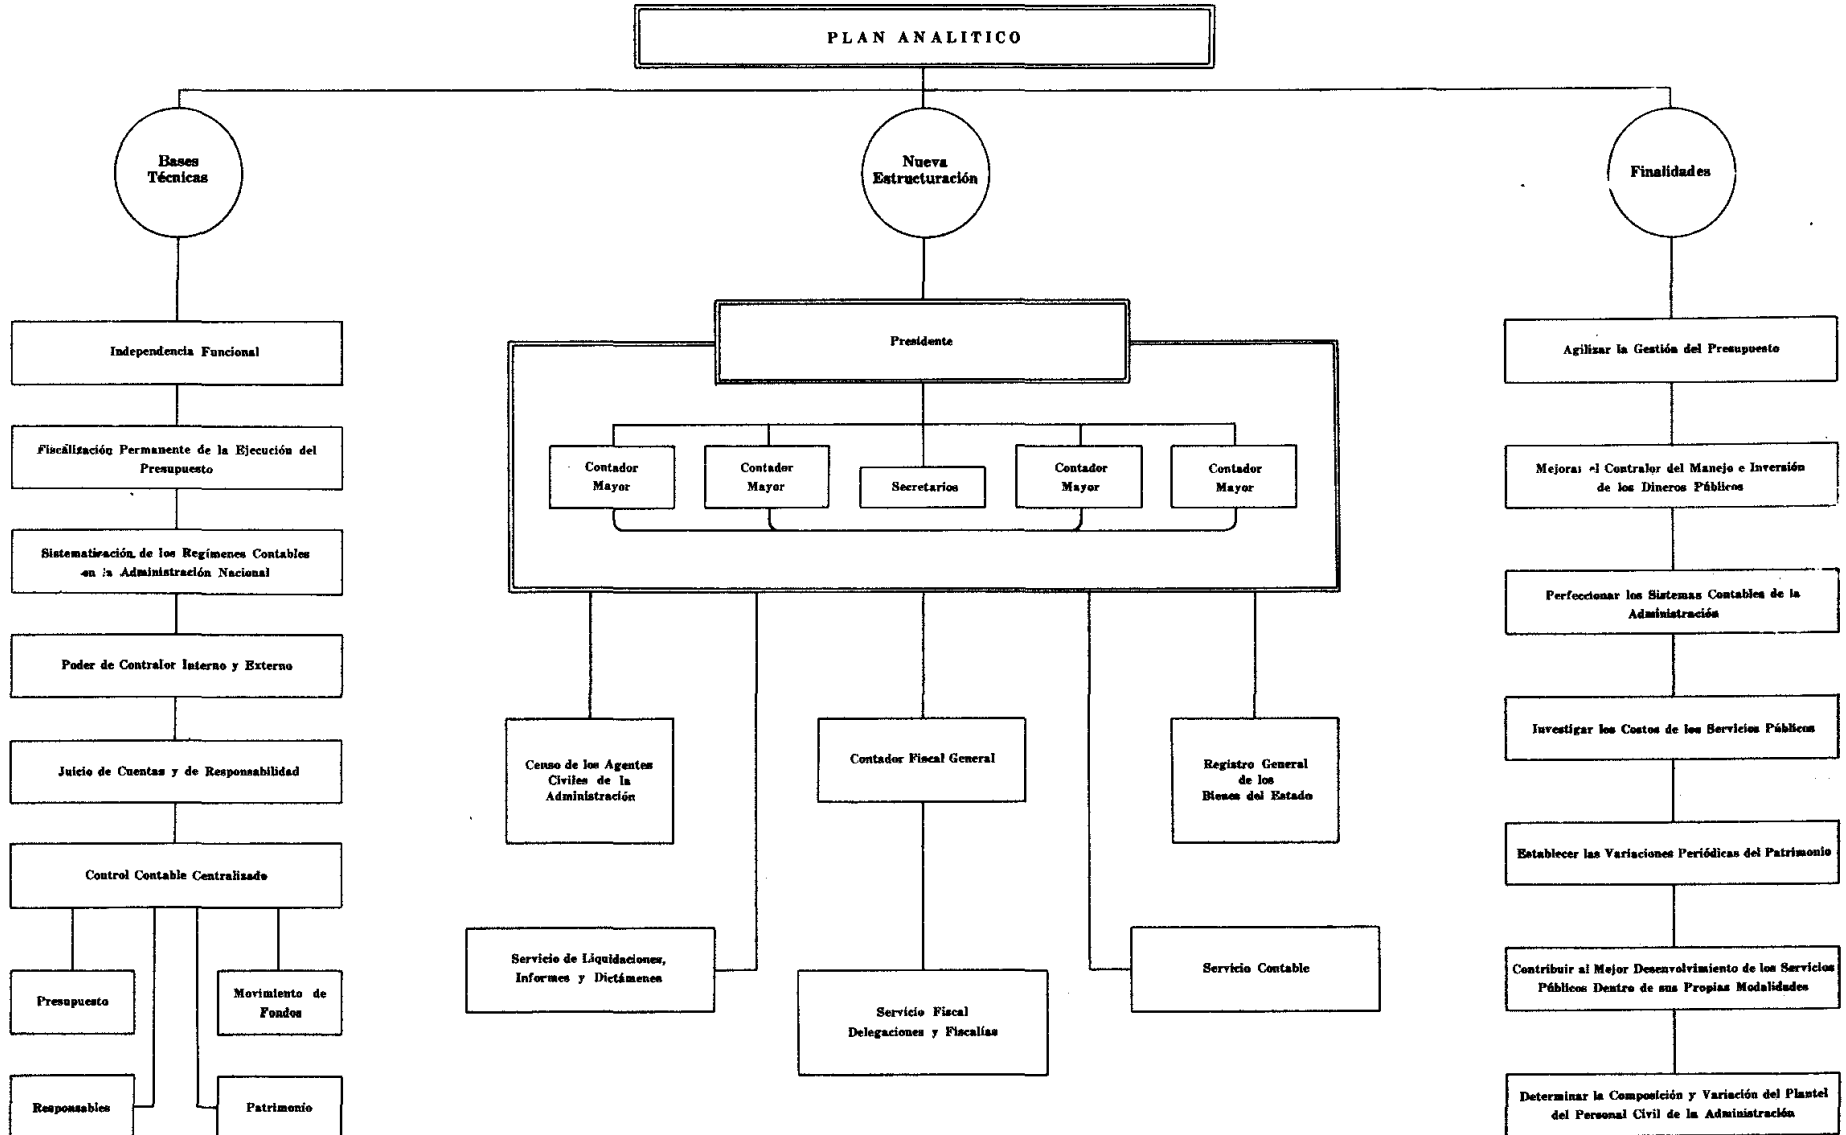 PLAN ANALITICO
Bases
Técnicas
Independencia Funcional
Fiscalización Permanente de la Ejecución del
Presupuesto
Sistematización de los Regímenes Contables
en la Administración Nacional
Poder de Contralor Interno y Externo
Juicio de Cuentas y de Responsabilidad
Control Contable Centralizado
Presupuesto
Movimiento de
Fondos
Responsables
Patrimonio
Nueva
Estructuración
Presidente
Contador
Mayor
Contador
Mayor
Secretarios
Contador
Mayor
Contador
Mayor
Censo de los Agentes
Civiles de la
Administración
Contador Fiscal General
Registro General
de los
Bienes del Estado
Servicio de Liquidaciones,
Informes y Dictámenes
Servicio Fiscal
Delegaciones y Fiscalías
Servicio Contable
Finalidades
Agilizar la Gestión del Presupuesto
Mejorar el Contralor del Manejo e Inversión
de los Dineros Públicos
Perfeccionar los Sistemas Contables de la
Administración
Investigar los Costos de los Servicios Públicos
Establecer las Variaciones Periódicas del Patrimonio
Contribuir al Mejor Desenvolvimiento de los Servicios
Públicos Dentro de sus Propias Modalidades
Determinar la Composición y Variación del Plantel
del Personal Civil de la Administración